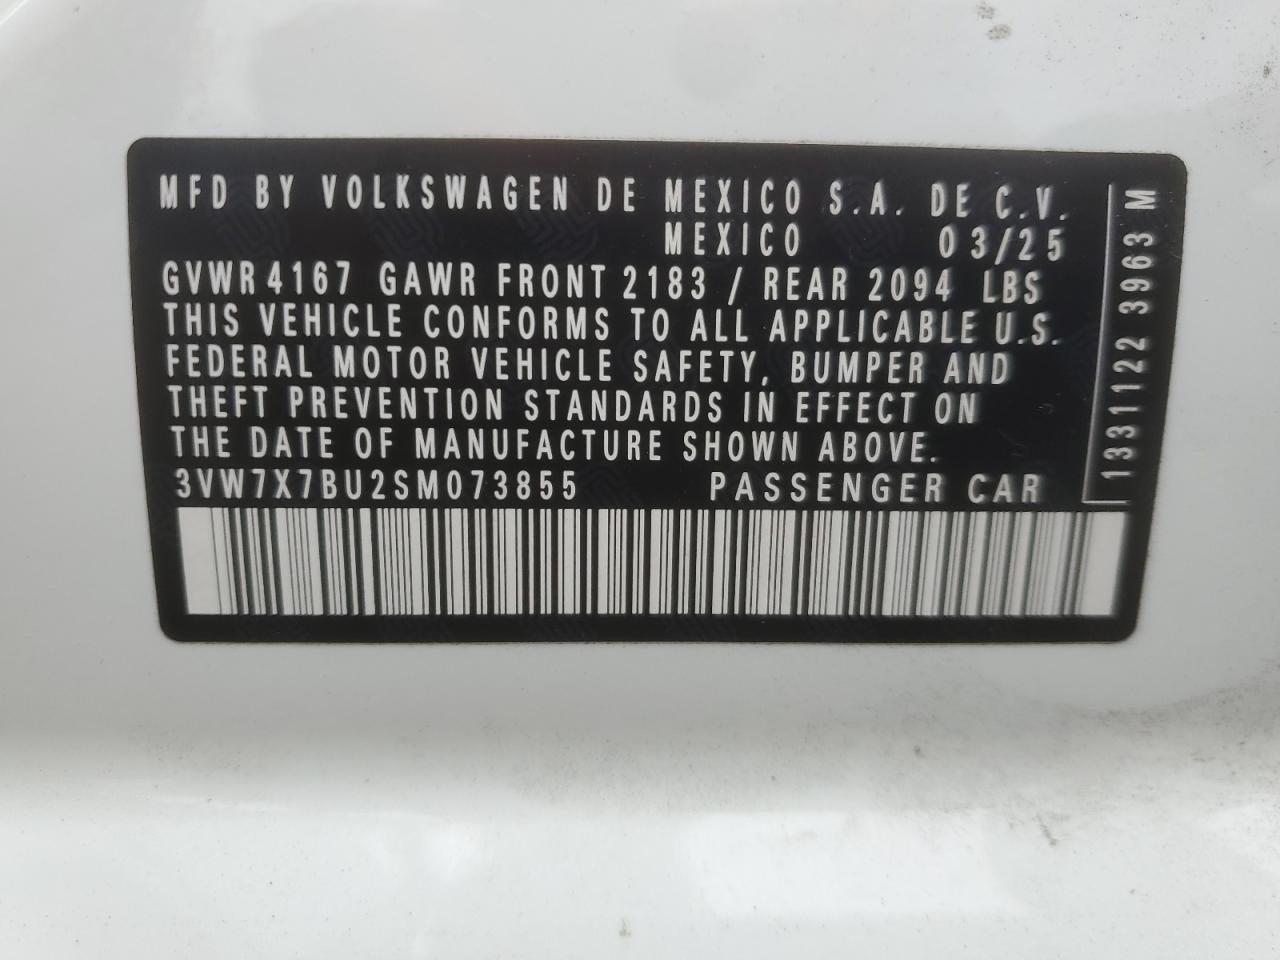 MFD BY VOLKSWAGEN DE MEXICO S.A. DE C.V.
MEXICO 03/25
GVWR 4167 GAWR FRONT 2183 / REAR 2094 LBS
THIS VEHICLE CONFORMS TO ALL APPLICABLE U.S.
FEDERAL MOTOR VEHICLE SAFETY, BUMPER AND
THEFT PREVENTION STANDARDS IN EFFECT ON
THE DATE OF MANUFACTURE SHOWN ABOVE.
3VW7X7BU2SM073855 PASSENGER CAR
1331122 3963 M